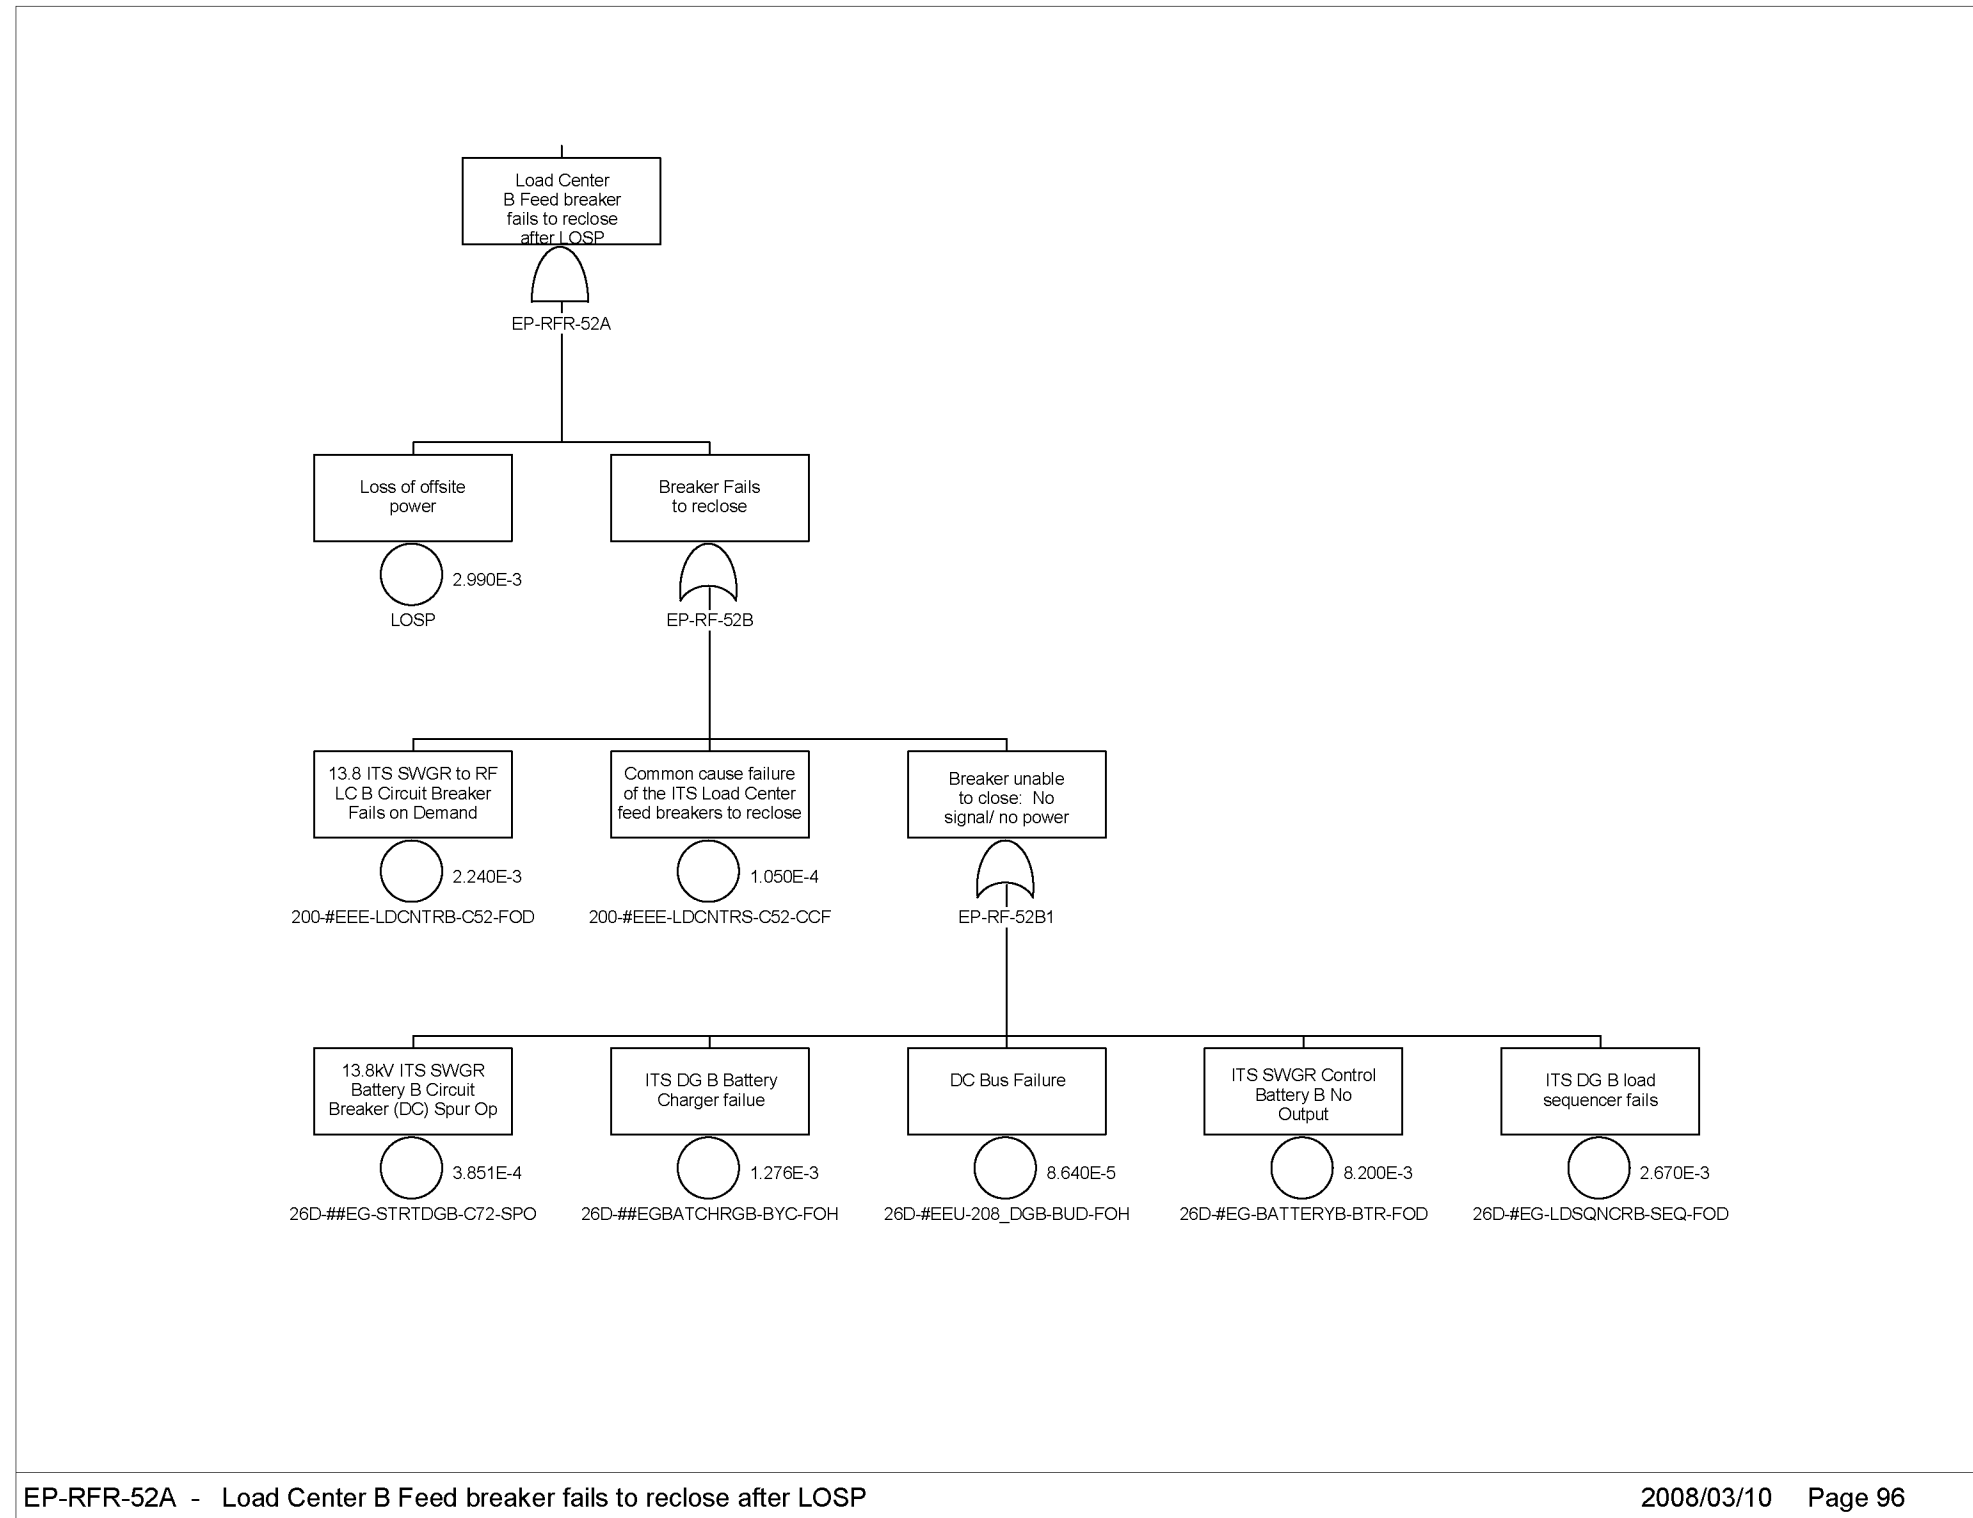 Load Center
B Feed breaker
fails to reclose
after LOSP
EP-RFR-52A
Loss of offsite
power
2.990E-3
LOSP
Breaker Fails
to reclose
EP-RF-52B
13.8 ITS SWGR to RF
LC B Circuit Breaker
Fails on Demand
2.240E-3
200-#EEE-LDCNTRB-C52-FOD
Common cause failure
of the ITS Load Center
feed breakers to reclose
1.050E-4
200-#EEE-LDCNTRS-C52-CCF
Breaker unable
to close: No
signal/ no power
EP-RF-52B1
13.8kV ITS SWGR
Battery B Circuit
Breaker (DC) Spur Op
3.851E-4
26D-##EG-STRTDGB-C72-SPO
ITS DG B Battery
Charger failue
1.276E-3
26D-##EGBATCHRGB-BYC-FOH
DC Bus Failure
8.640E-5
26D-#EEU-208_DGB-BUD-FOH
ITS SWGR Control
Battery B No
Output
8.200E-3
26D-#EG-BATTERYB-BTR-FOD
ITS DG B load
sequencer fails
2.670E-3
26D-#EG-LDSQNCRB-SEQ-FOD
EP-RFR-52A - Load Center B Feed breaker fails to reclose after LOSP
2008/03/10 Page 96